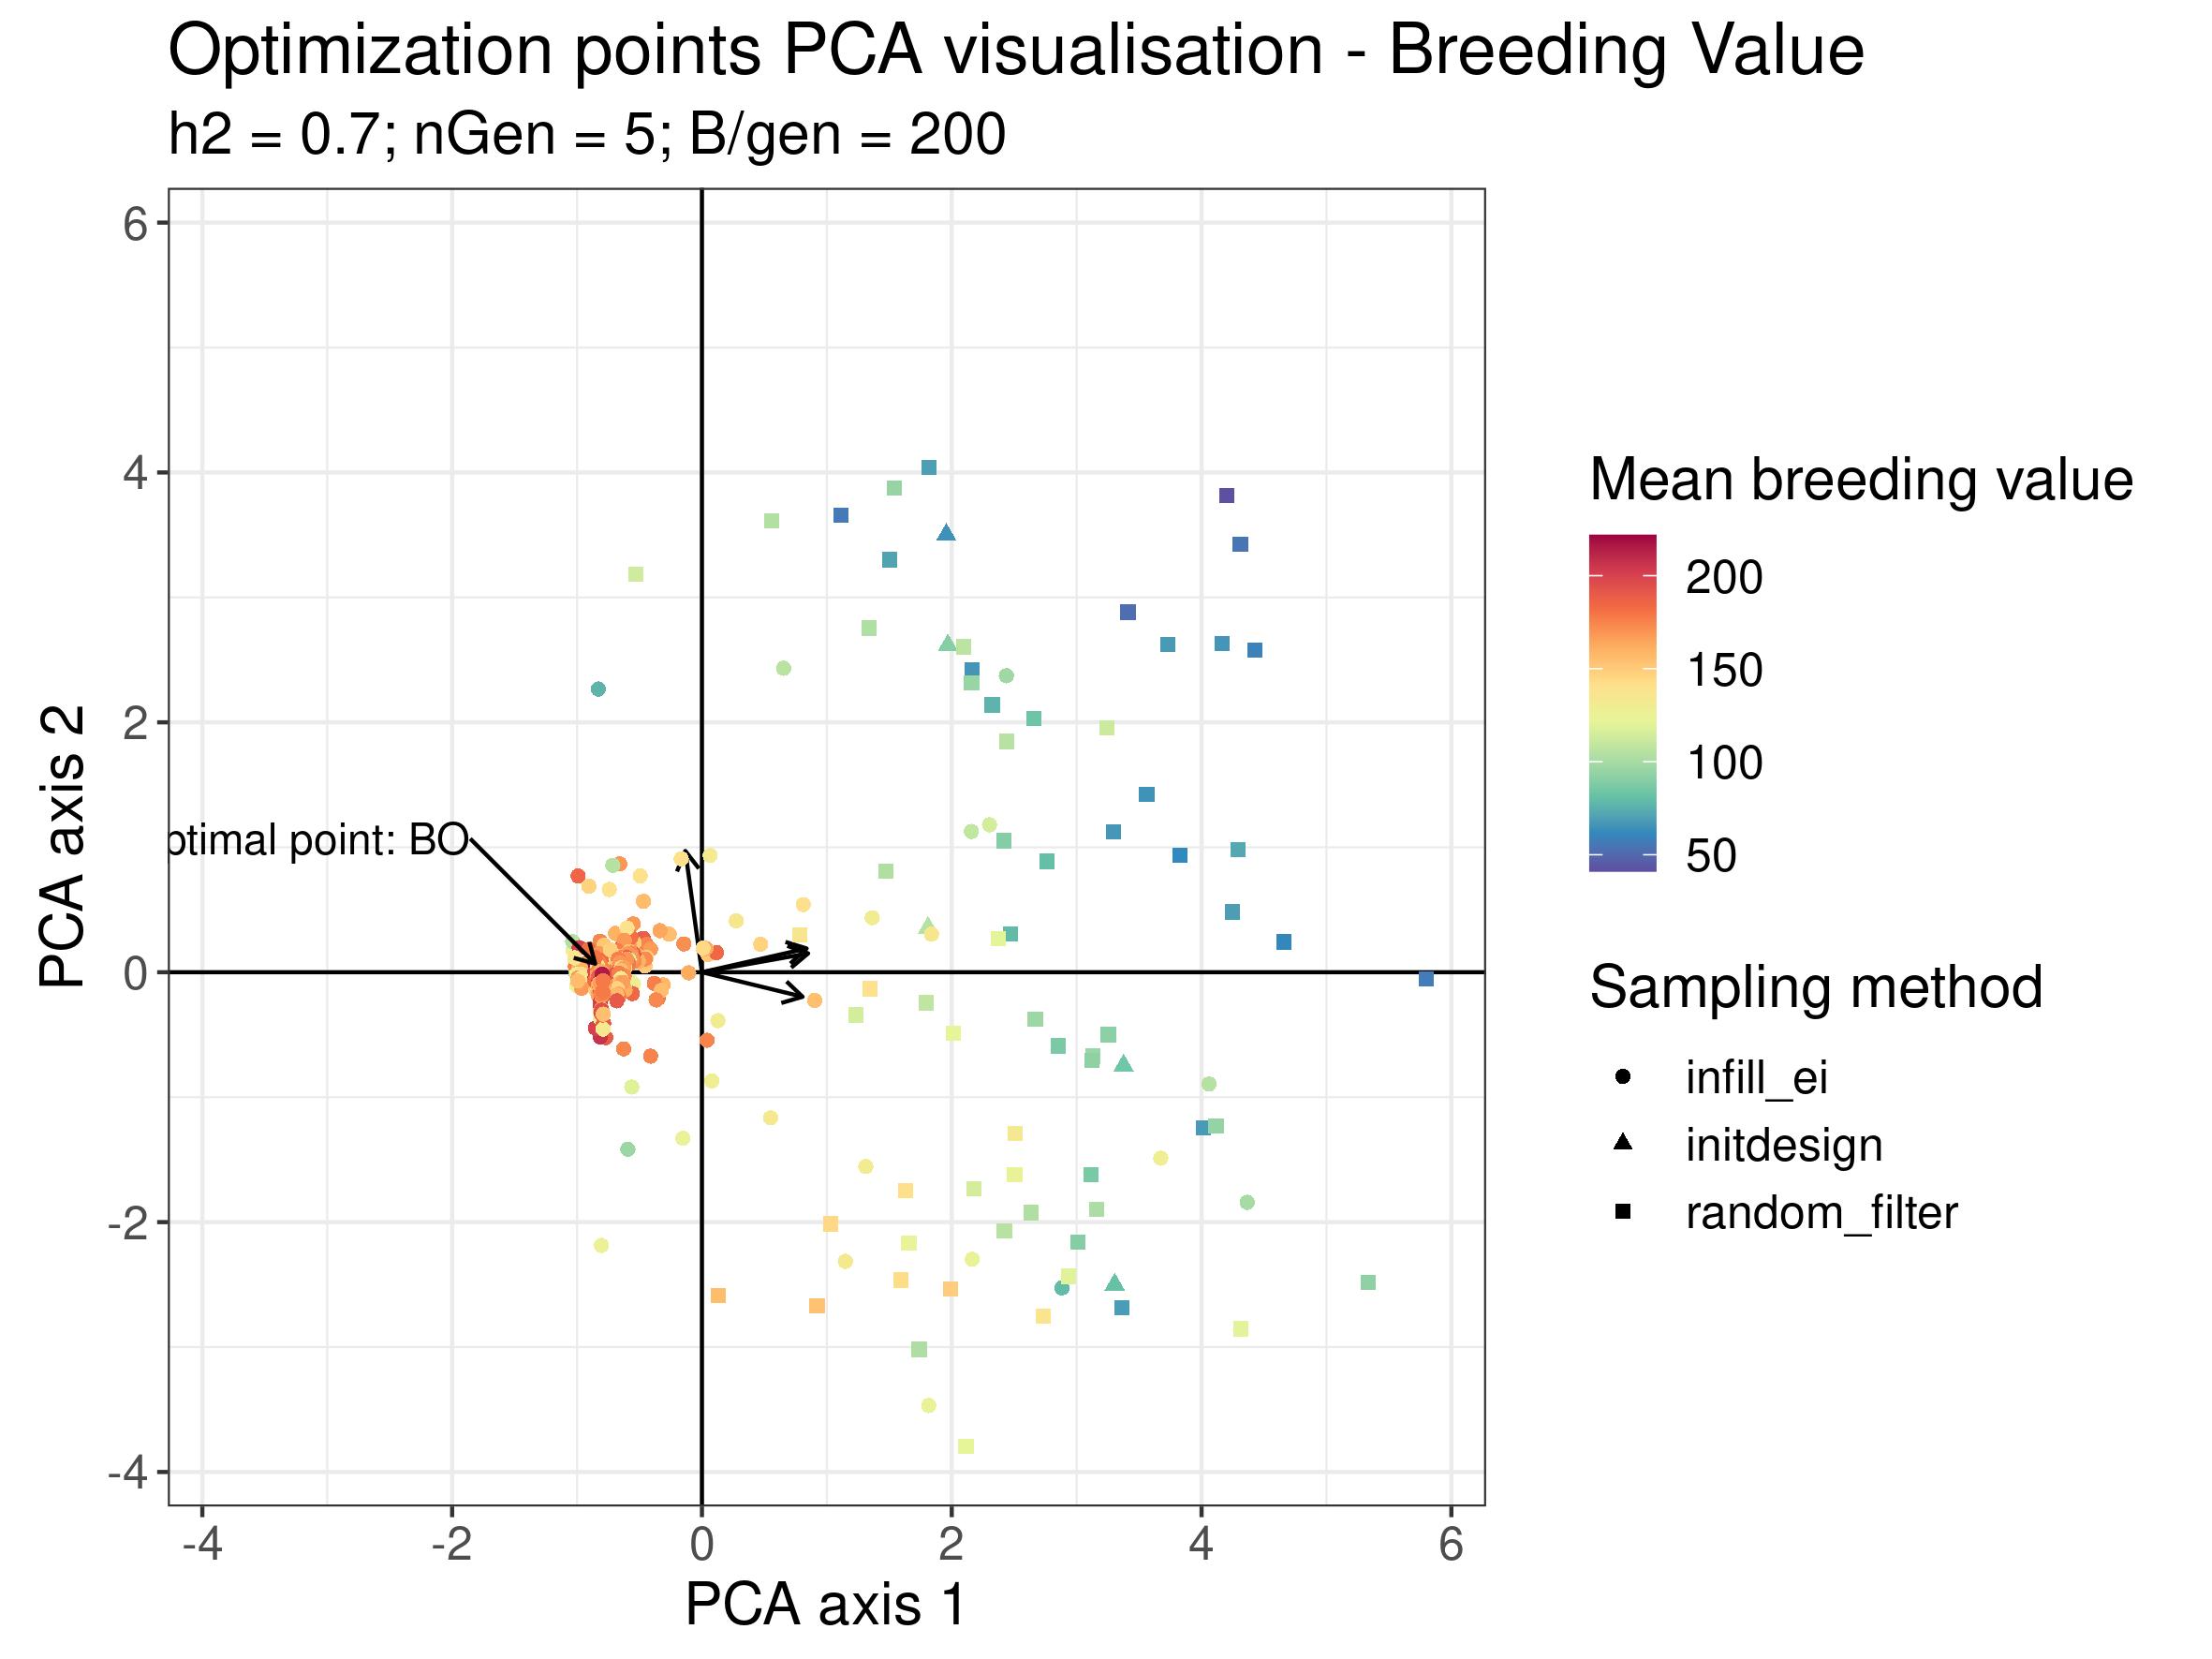 Optimization points PCA visualisation - Breeding Value
h2 = 0.7; nGen = 5; B/gen = 200
6
4
2
0
-2
-4
PCA axis 2
ptimal point: BO
-4
-2
0
2
4
6
PCA axis 1
Mean breeding value
200
150
100
50
Sampling method
infill_ei
initdesign
random_filter